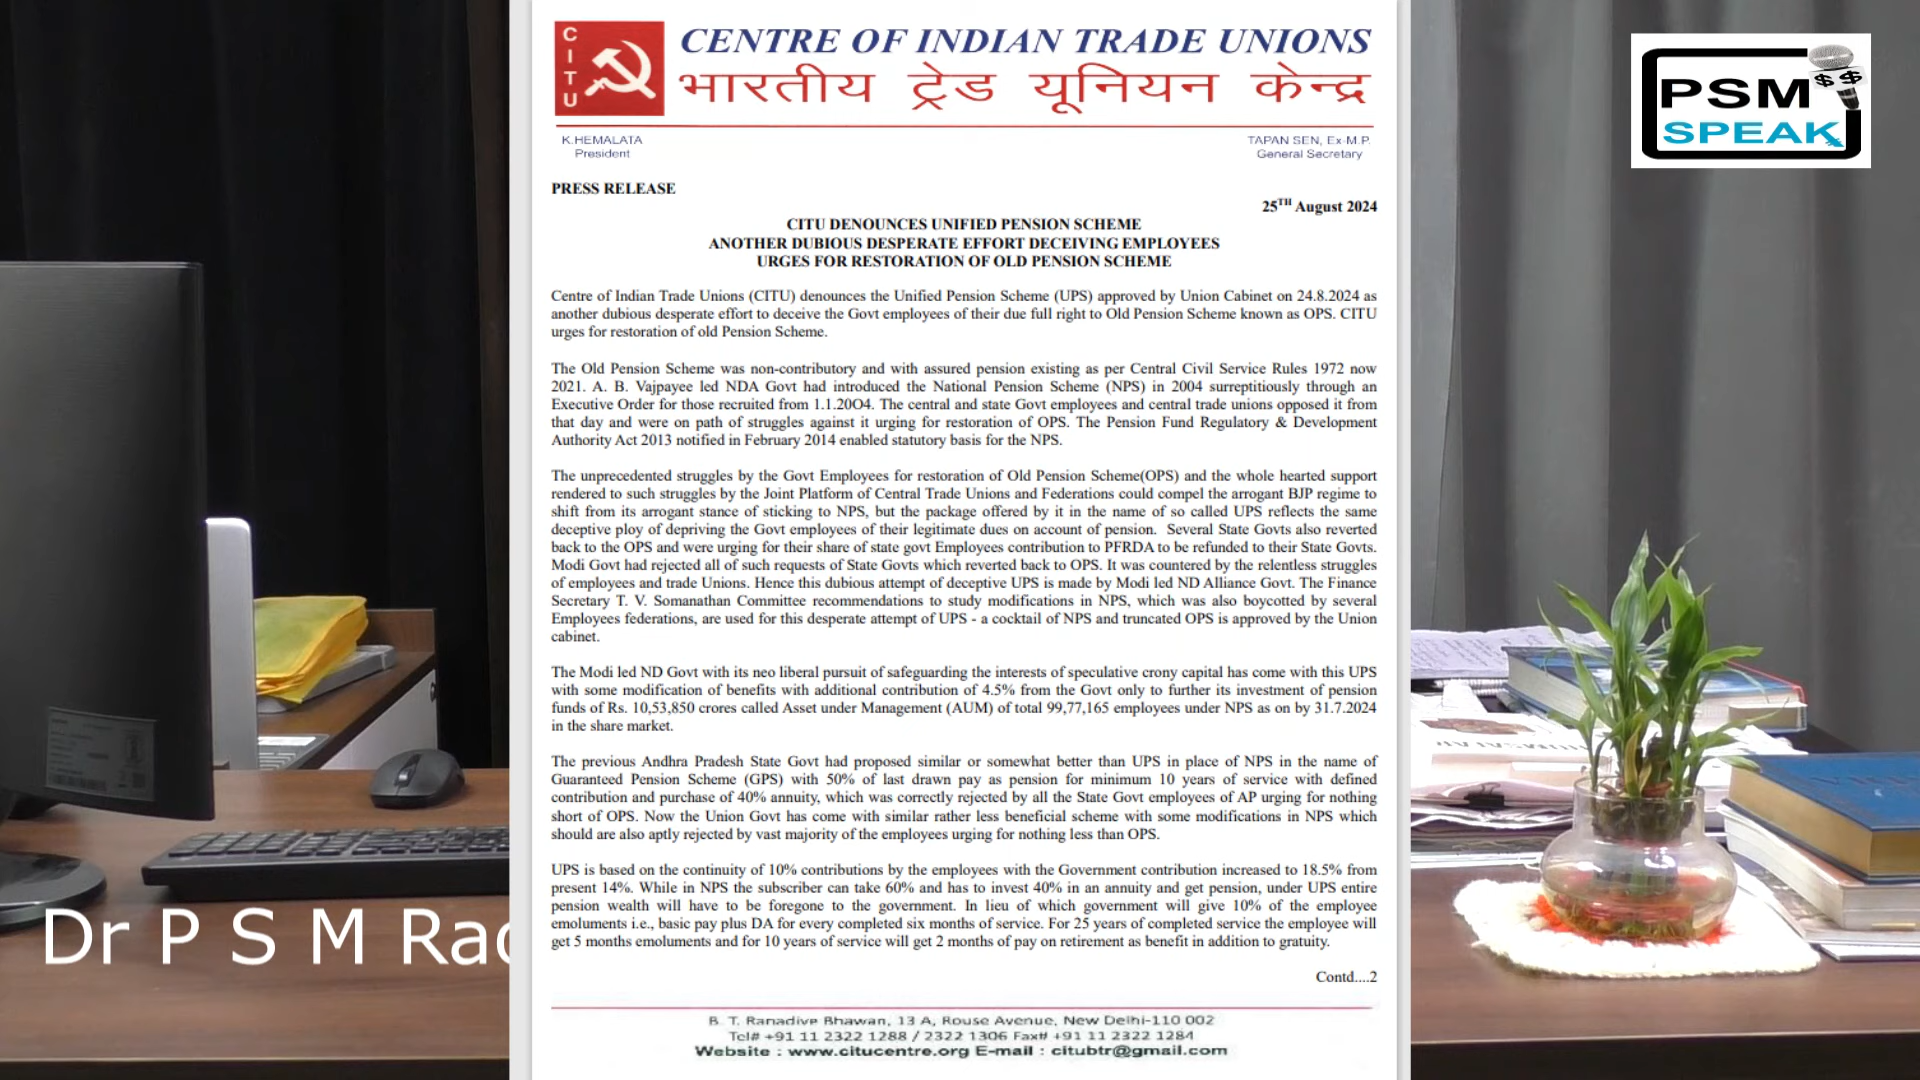 C
I
T
U
CENTRE OF INDIAN TRADE UNIONS
भारतीय ट्रेड यूनियन केन्द्र
K.HEMALATA
President
TAPAN SEN, Ex-M.P.
General Secretary
PSM
$$
SPEAK
PRESS RELEASE
25TH August 2024
CITU DENOUNCES UNIFIED PENSION SCHEME
ANOTHER DUBIOUS DESPERATE EFFORT DECEIVING EMPLOYEES
URGES FOR RESTORATION OF OLD PENSION SCHEME
Centre of Indian Trade Unions (CITU) denounces the Unified Pension Scheme (UPS) approved by Union Cabinet on 24.8.2024 as
another dubious desperate effort to deceive the Govt employees of their due full right to Old Pension Scheme known as OPS. CITU
urges for restoration of old Pension Scheme.
The Old Pension Scheme was non-contributory and with assured pension existing as per Central Civil Service Rules 1972 now
2021. A. B. Vajpayee led NDA Govt had introduced the National Pension Scheme (NPS) in 2004 surreptitiously through an
Executive Order for those recruited from 1.1.20O4. The central and state Govt employees and central trade unions opposed it from
that day and were on path of struggles against it urging for restoration of OPS. The Pension Fund Regulatory & Development
Authority Act 2013 notified in February 2014 enabled statutory basis for the NPS.
The unprecedented struggles by the Govt Employees for restoration of Old Pension Scheme(OPS) and the whole hearted support
rendered to such struggles by the Joint Platform of Central Trade Unions and Federations could compel the arrogant BJP regime to
shift from its arrogant stance of sticking to NPS, but the package offered by it in the name of so called UPS reflects the same
deceptive ploy of depriving the Govt employees of their legitimate dues on account of pension. Several State Govts also reverted
back to the OPS and were urging for their share of state govt Employees contribution to PFRDA to be refunded to their State Govts.
Modi Govt had rejected all of such requests of State Govts which reverted back to OPS. It was countered by the relentless struggles
of employees and trade Unions. Hence this dubious attempt of deceptive UPS is made by Modi led ND Alliance Govt. The Finance
Secretary T. V. Somanathan Committee recommendations to study modifications in NPS, which was also boycotted by several
Employees federations, are used for this desperate attempt of UPS - a cocktail of NPS and truncated OPS is approved by the Union
cabinet.
The Modi led ND Govt with its neo liberal pursuit of safeguarding the interests of speculative crony capital has come with this UPS
with some modification of benefits with additional contribution of 4.5% from the Govt only to further its investment of pension
funds of Rs. 10,53,850 crores called Asset under Management (AUM) of total 99,77,165 employees under NPS as on by 31.7.2024
in the share market.
The previous Andhra Pradesh State Govt had proposed similar or somewhat better than UPS in place of NPS in the name of
Guaranteed Pension Scheme (GPS) with 50% of last drawn pay as pension for minimum 10 years of service with defined
contribution and purchase of 40% annuity, which was correctly rejected by all the State Govt employees of AP urging for nothing
short of OPS. Now the Union Govt has come with similar rather less beneficial scheme with some modifications in NPS which
should are also aptly rejected by vast majority of the employees urging for nothing less than OPS.
UPS is based on the continuity of 10% contributions by the employees with the Government contribution increased to 18.5% from
present 14%. While in NPS the subscriber can take 60% and has to invest 40% in an annuity and get pension, under UPS entire
pension wealth will have to be foregone to the government. In lieu of which government will give 10% of the employee
emoluments i.e., basic pay plus DA for every completed six months of service. For 25 years of completed service the employee will
get 5 months emoluments and for 10 years of service will get 2 months of pay on retirement as benefit in addition to gratuity.
Contd....2
B. T. Ranadive Bhawan, 13 A, Rouse Avenue, New Delhi-110 002
Tel# +91 11 2322 1288 / 2322 1306 Fax# +91 11 2322 1284
Website : www.citucentre.org E-mail : citubtr@gmail.com
Dr P S M Rao